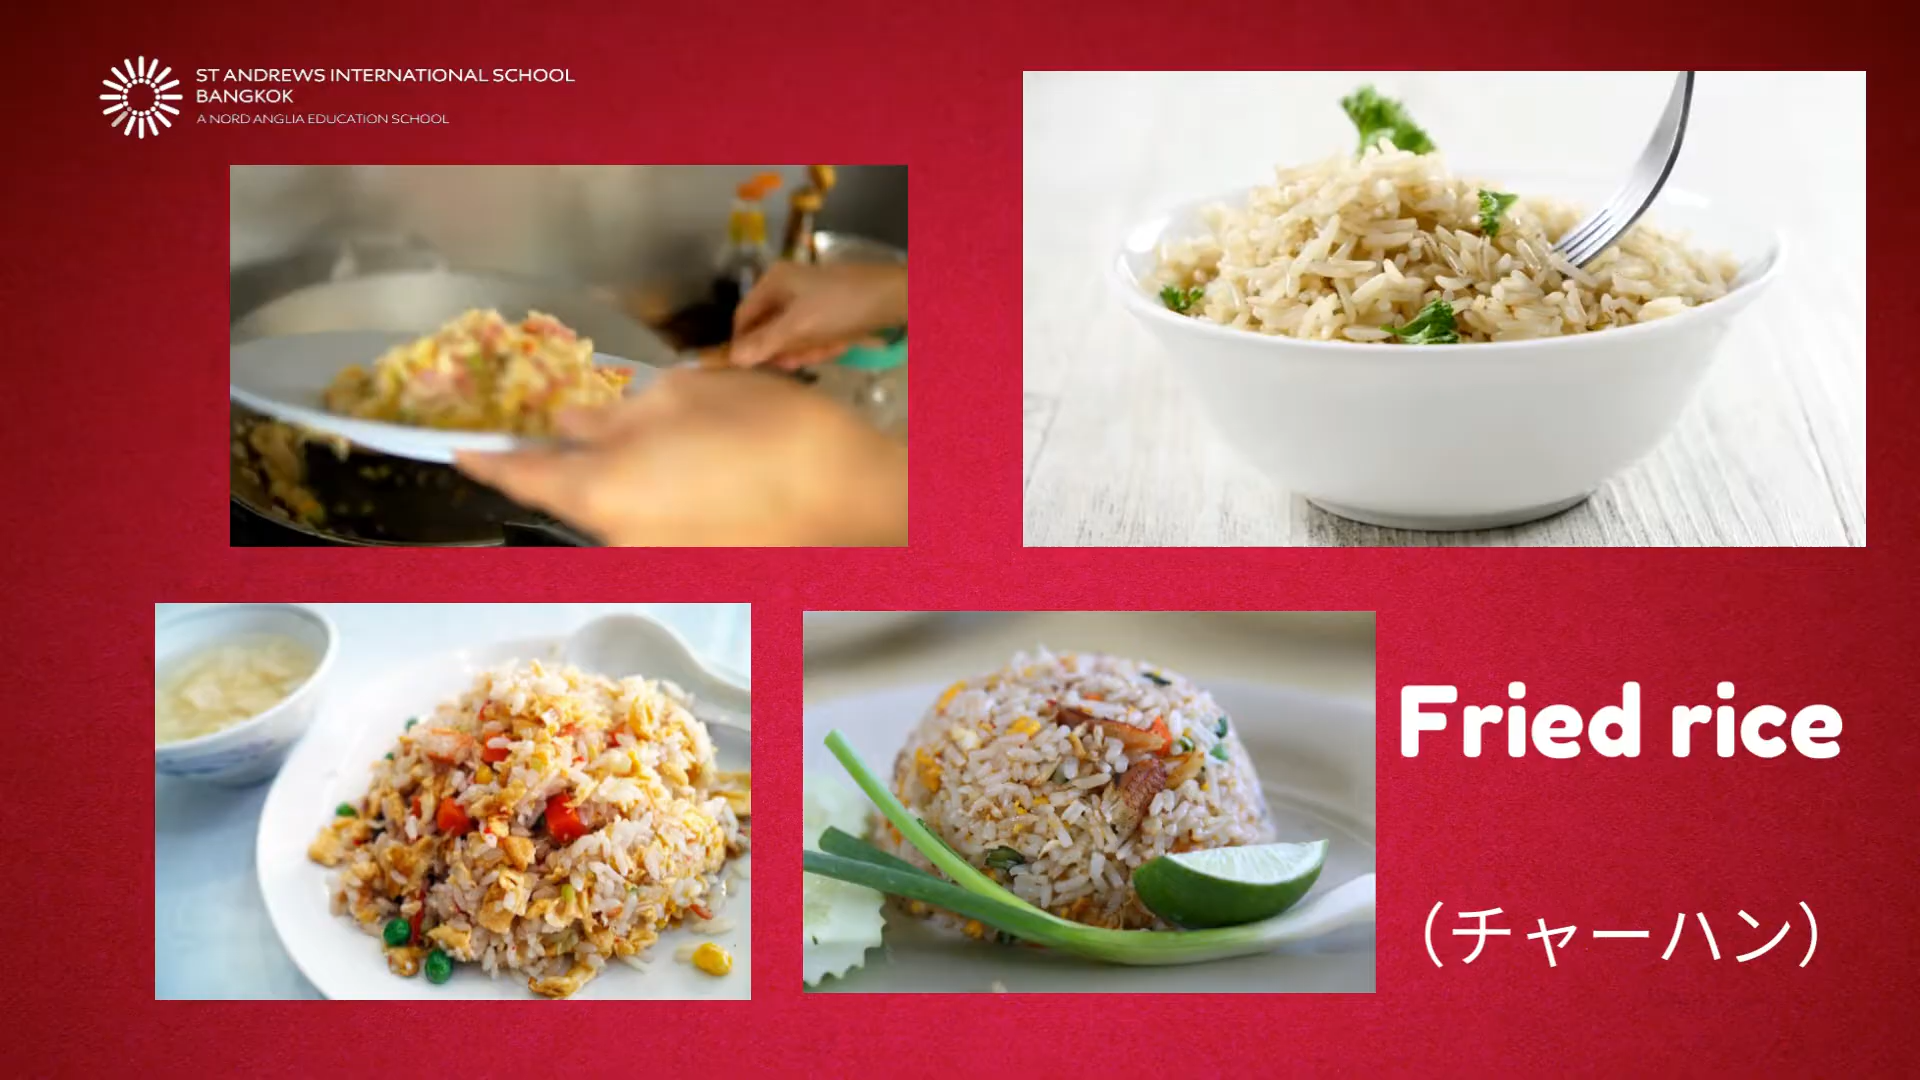 ST ANDREWS INTERNATIONAL SCHOOL
BANGKOK
A NORD ANGLIA EDUCATION SCHOOL
Fried rice
(チャーハン)